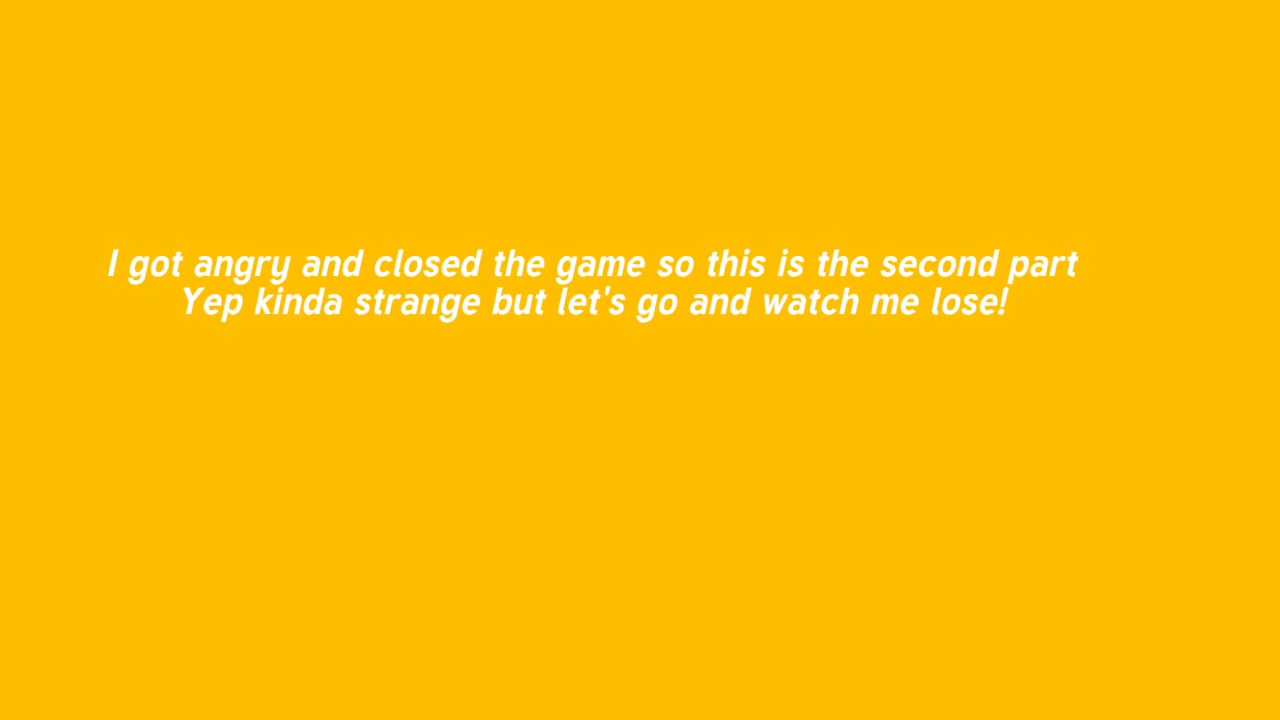 I got angry and closed the game so this is the second part
Yep kinda strange but let's go and watch me lose!